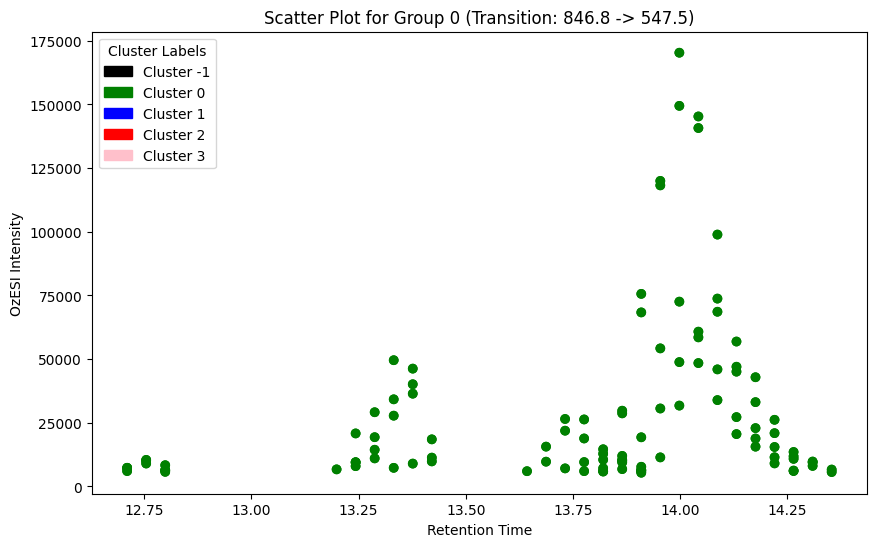 Scatter Plot for Group 0 (Transition: 846.8 -> 547.5)
175000
150000
125000
100000
75000
50000
25000
0
OzESI Intensity
Cluster Labels
Cluster -1
Cluster 0
Cluster 1
Cluster 2
Cluster 3
12.75 13.00 13.25 13.50 13.75 14.00 14.25
Retention Time